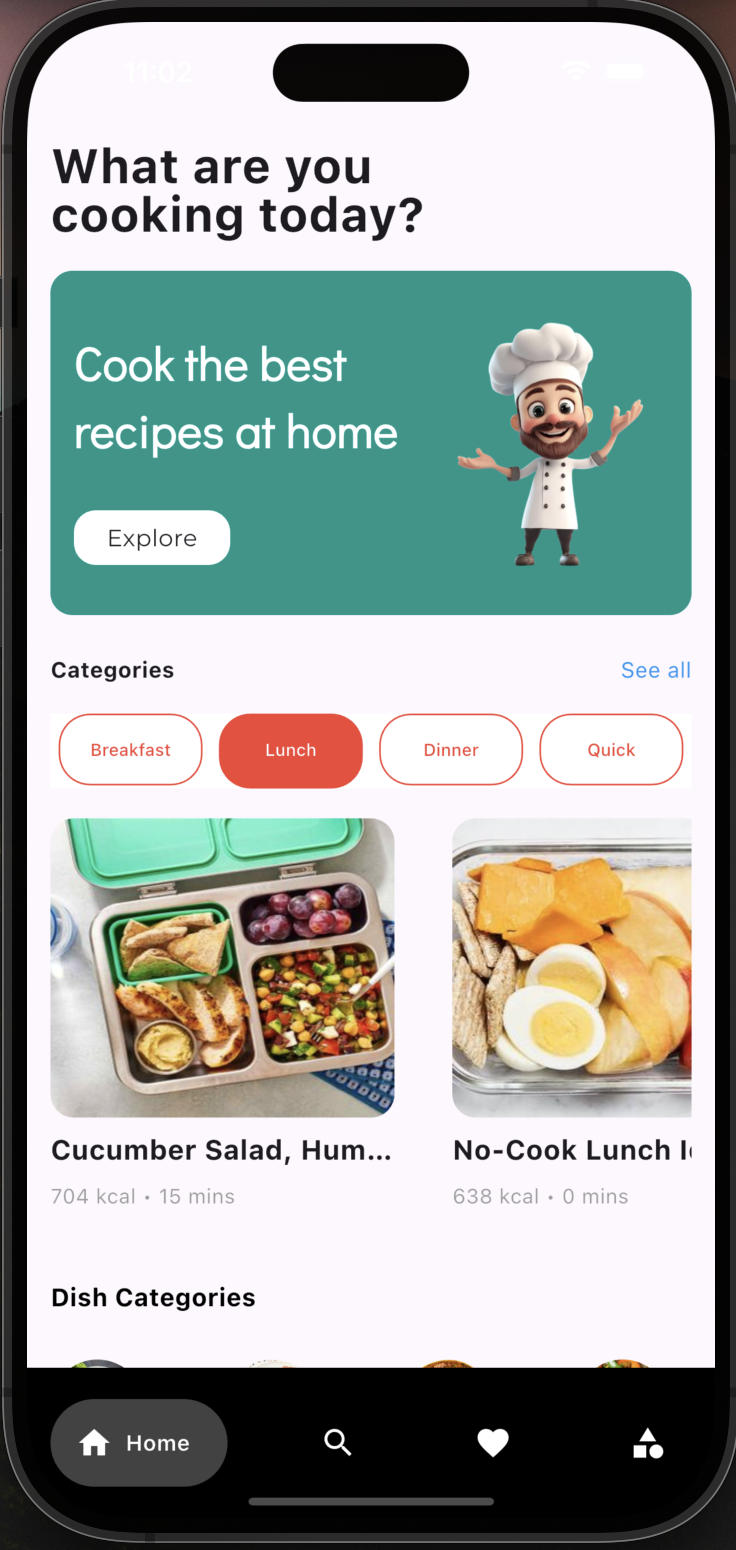 11:02
What are you
cooking today?
Cook the best
recipes at home
Explore
Categories
See all
Breakfast
Lunch
Dinner
Quick
Cucumber Salad, Hum...
No-Cook Lunch
704 kcal • 15 mins
638 kcal • 0 mins
Dish Categories
Home